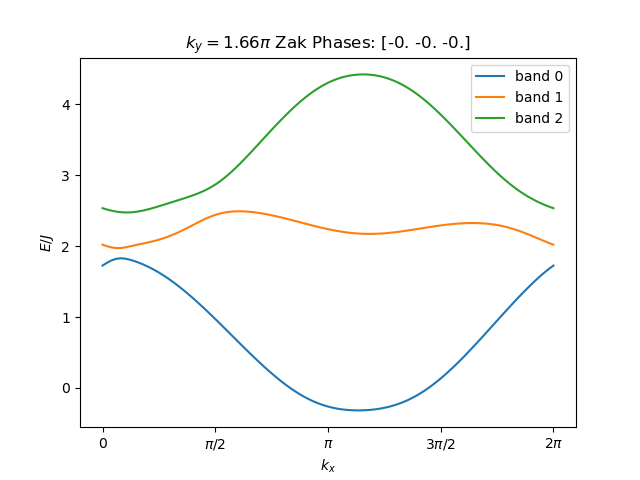 $k_y = 1.66\pi$ Zak Phases: [-0. -0. -0.]
band 0
band 1
band 2
E/J
4
3
2
1
0
0
π/2
π
3π/2
2π
$k_x$